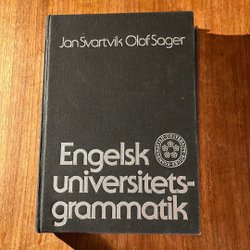 Jan Svartvik Olof Sager
Engelsk
universitets-
grammatik